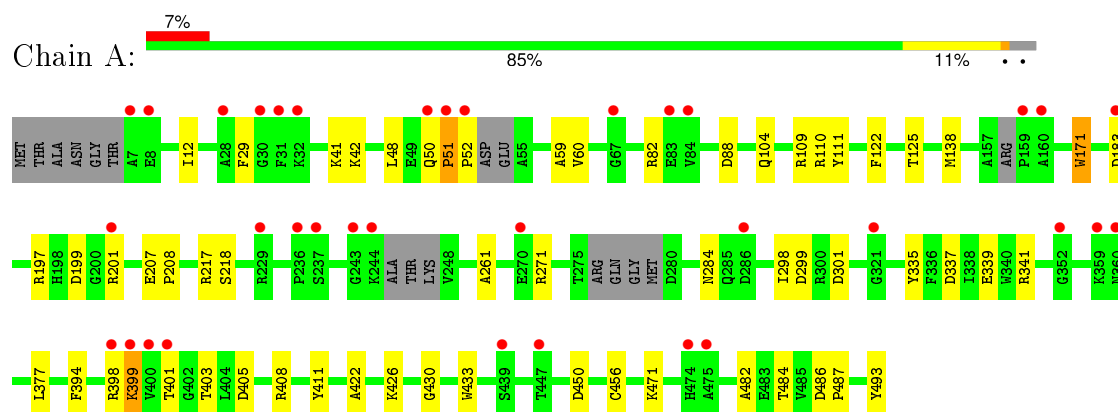 7%
Chain A:
85% 11%
MET THR ALA ASN GLY THR A7 E8 I12 A28 F29 G30 F31 K32 K41 K42 L48 E49 Q50 P51 P52 ASP GLU A55 A59 V60 G67 R82 E83 V84 D88 Q104 R109 R110 Y111 F122 T125 M138 A157 ARG P159 A160 W171
R197 H198 D199 G200 R201 E207 P208 R217 S218 R229 P236 S237 G243 K244 ALA THR LYS V248 A261 E270 R271 T275 ARG GLN GLY MET D280 N284 Q285 D286 I298 D299 R300 D301 G321 Y335 F336 D337 I338 E339 W340 R341 G352 K359
L377 F394 R398 K399 V400 T401 G402 T403 L404 D405 R408 Y411 A422 K426 G430 W433 S439 T447 D450 C456 K471 H474 A475 A482 E483 T484 V485 D486 P487 Y493